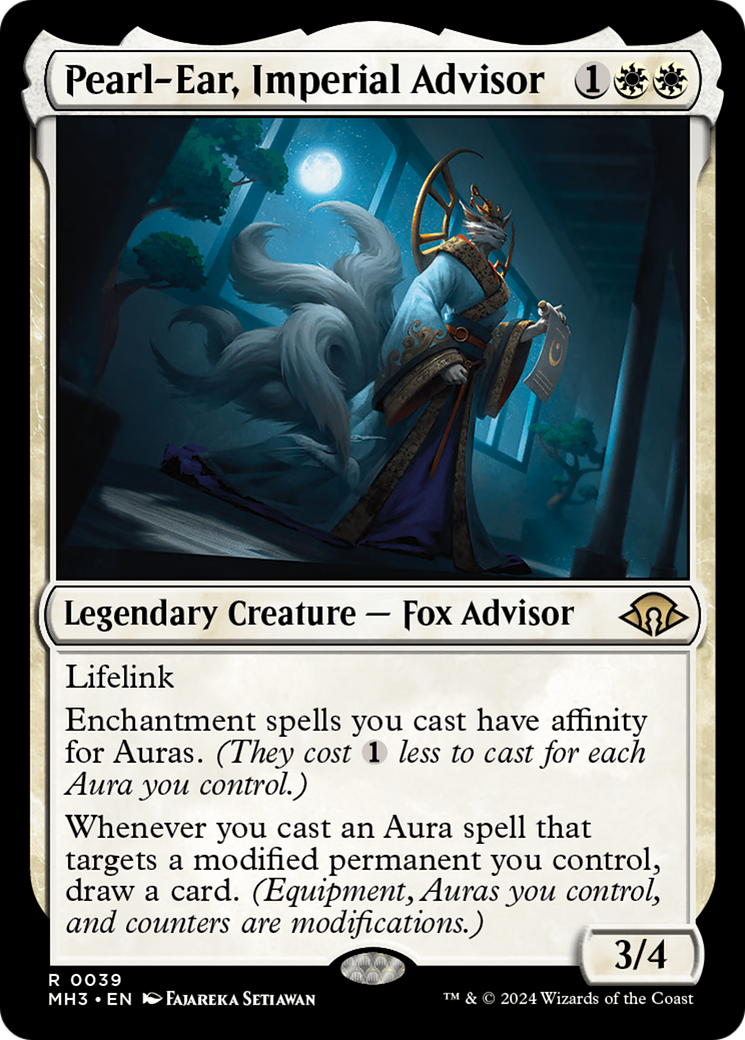 Pearl-Ear, Imperial Advisor 1
Legendary Creature — Fox Advisor
Lifelink
Enchantment spells you cast have affinity
for Auras. (They cost 1 less to cast for each
Aura you control.)
Whenever you cast an Aura spell that
targets a modified permanent you control,
draw a card. (Equipment, Auras you control,
and counters are modifications.)
3/4
R 0039
MH3 • EN Fajareka Setiawan
™ & © 2024 Wizards of the Coast